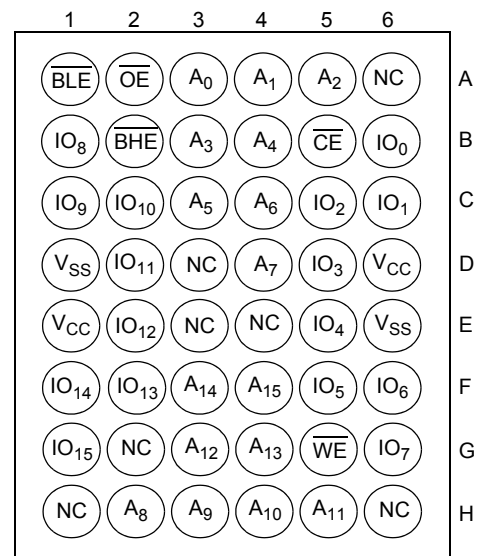 1 2 3 4 5 6
BLE OE A0 A1 A2 NC A
IO8 BHE A3 A4 CE IO0 B
IO9 IO10 A5 A6 IO2 IO1 C
VSS IO11 NC A7 IO3 VCC D
VCC IO12 NC NC IO4 VSS E
IO14 IO13 A14 A15 IO5 IO6 F
IO15 NC A12 A13 WE IO7 G
NC A8 A9 A10 A11 NC H